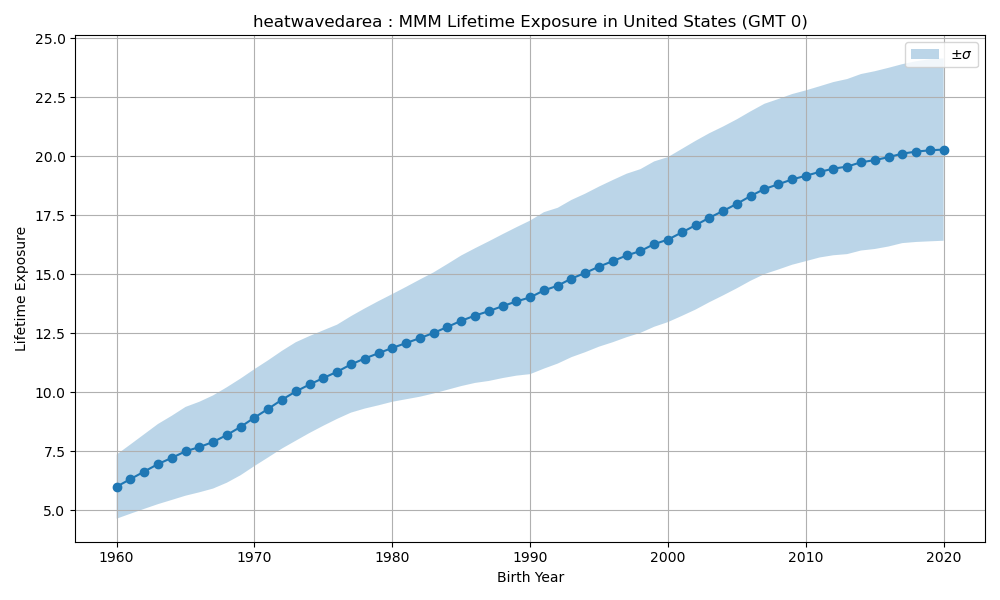 heatwavedarea : MMM Lifetime Exposure in United States (GMT 0)
±σ
Lifetime Exposure
25.0
22.5
20.0
17.5
15.0
12.5
10.0
7.5
5.0
1960 1970 1980 1990 2000 2010 2020
Birth Year